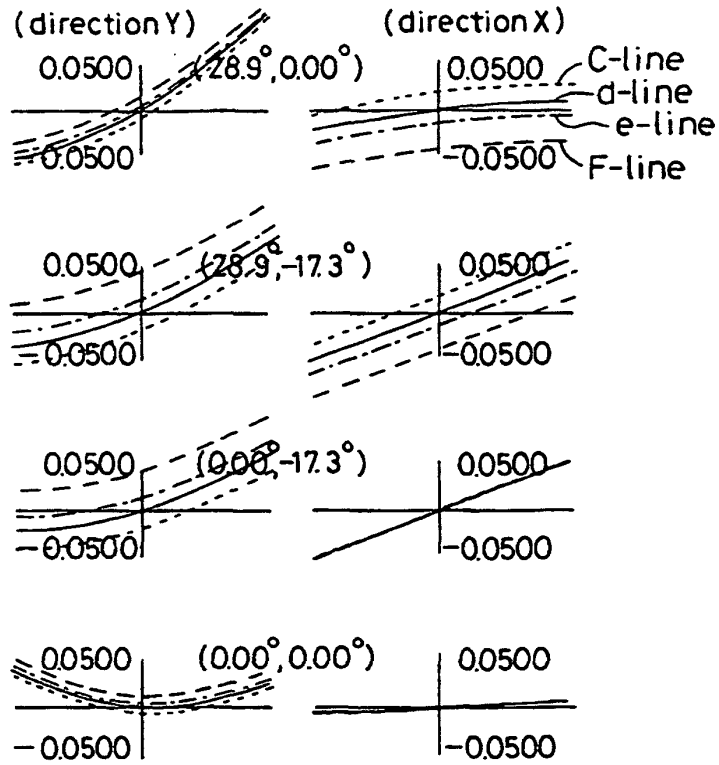 (direction Y) (direction X)
0.0500 (28.9°, 0.00°) 0.0500 C-line
d-line
e-line
-0.0500 -0.0500 F-line
0.0500 (28.9°, -17.3°) 0.0500
-0.0500 -0.0500
0.0500 (0.00°, -17.3°) 0.0500
-0.0500 -0.0500
0.0500 (0.00°, 0.00°) 0.0500
-0.0500 -0.0500